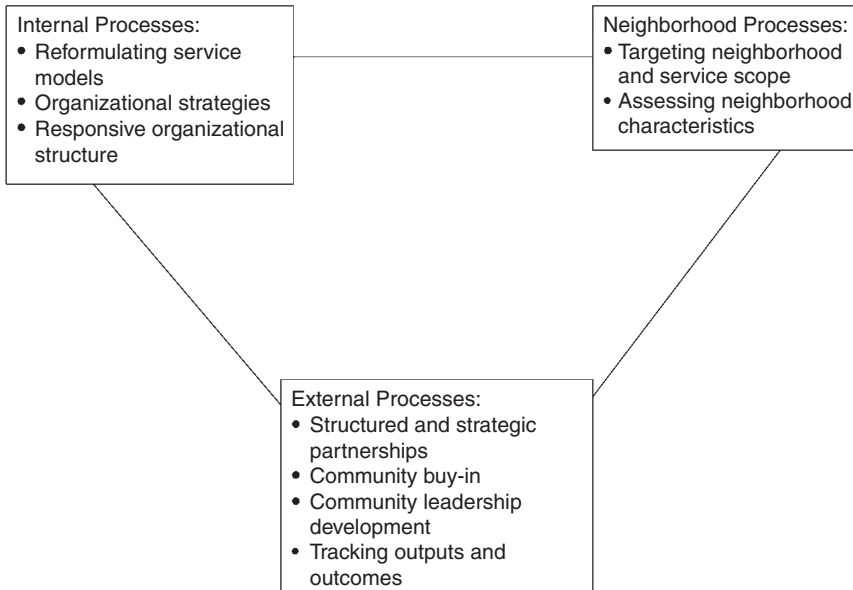 Internal Processes:
• Reformulating service
models
• Organizational strategies
• Responsive organizational
structure
Neighborhood Processes:
• Targeting neighborhood
and service scope
• Assessing neighborhood
characteristics
External Processes:
• Structured and strategic
partnerships
• Community buy-in
• Community leadership
development
• Tracking outputs and
outcomes